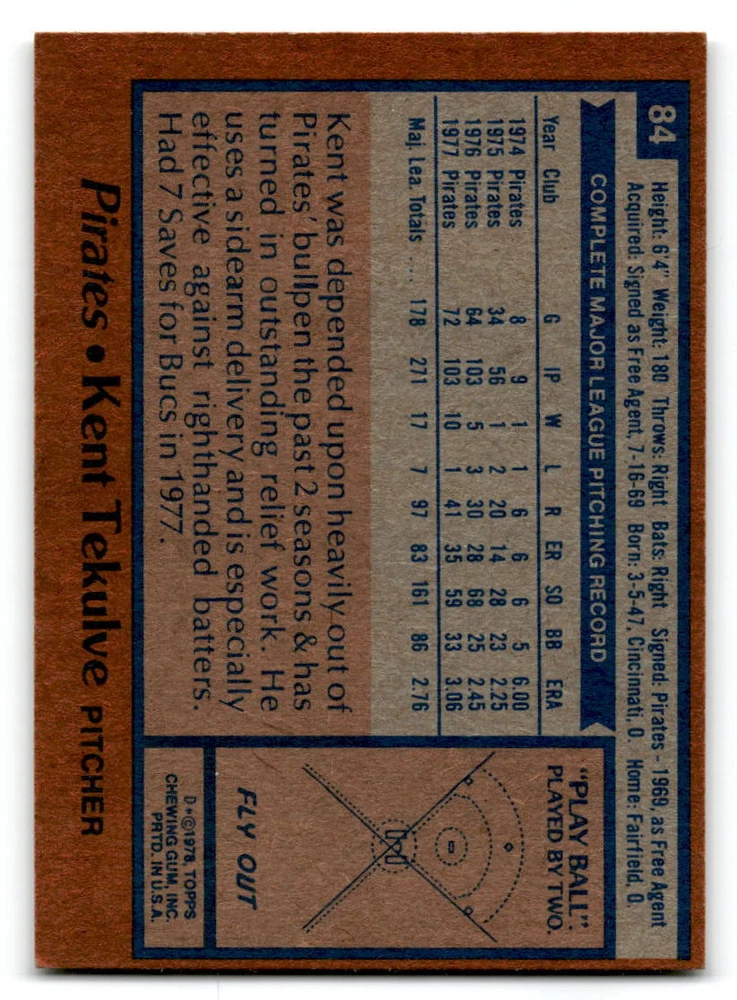 84
Height: 6'4" Weight: 180 Throws: Right Bats: Right Signed: Pirates - 1969, as Free Agent
Acquired: Signed as Free Agent, 7-16-69 Born: 3-5-47, Cincinnati, O. Home: Fairfield, O.
COMPLETE MAJOR LEAGUE PITCHING RECORD
Year Club G IP W L R ER SO BB ERA
1974 Pirates 8 9 1 1 6 6 6 5 6.00
1975 Pirates 34 56 1 2 20 14 28 23 2.25
1976 Pirates 64 103 5 3 30 28 68 25 2.45
1977 Pirates 72 103 10 1 41 35 59 33 3.06
Maj. Lea. Totals .... 178 271 17 7 97 83 161 86 2.76
Kent was depended upon heavily out of
Pirates' bullpen the past 2 seasons & has
turned in outstanding relief work. He
uses a sidearm delivery and is especially
effective against righthanded batters.
Had 7 Saves for Bucs in 1977.
"PLAY BALL".
PLAYED BY TWO.
FLY OUT
D*©1978, TOPPS
CHEWING GUM, INC.
PRTD. IN U.S.A.
Pirates • Kent Tekulve PITCHER